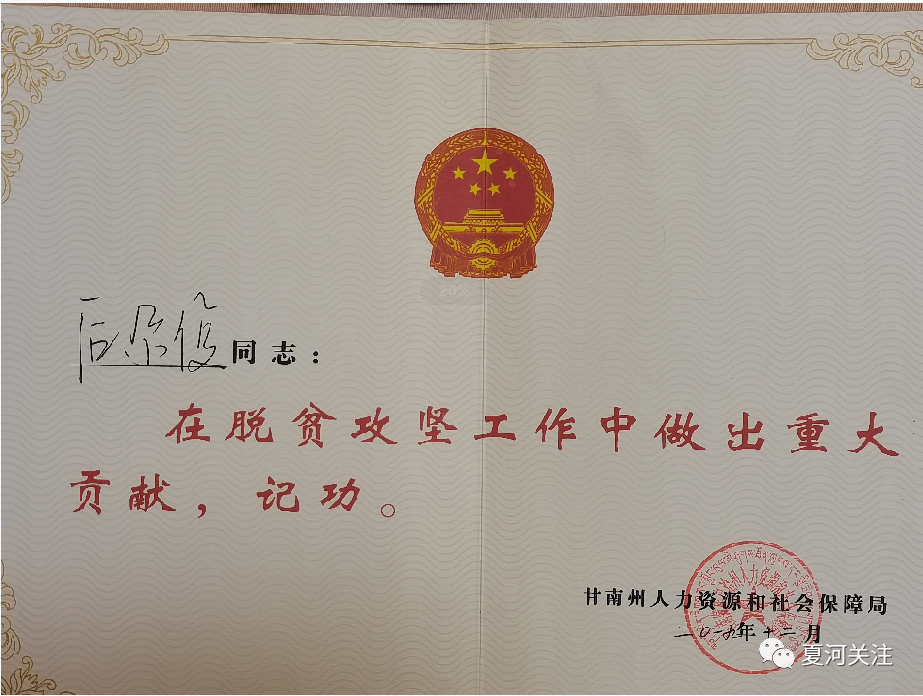 同志：
在脱贫攻坚工作中做出重大
贡献，记功。
甘南州人力资源和社会保障局
二〇一九年十二月
夏河关注